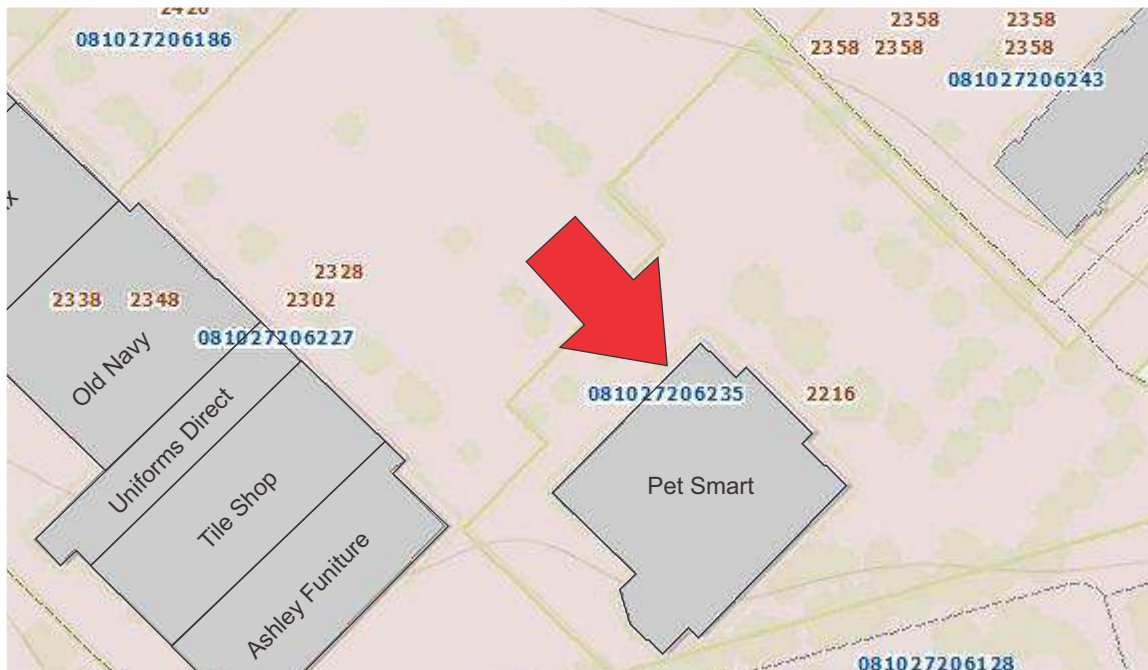 2420
081027206186
2358 2358
2358 2358 2358
081027206243
2328
2338 2348 2302
081027206227
Old Navy
Uniforms Direct
Tile Shop
Ashley Funiture
081027206235 2216
Pet Smart
081027206128